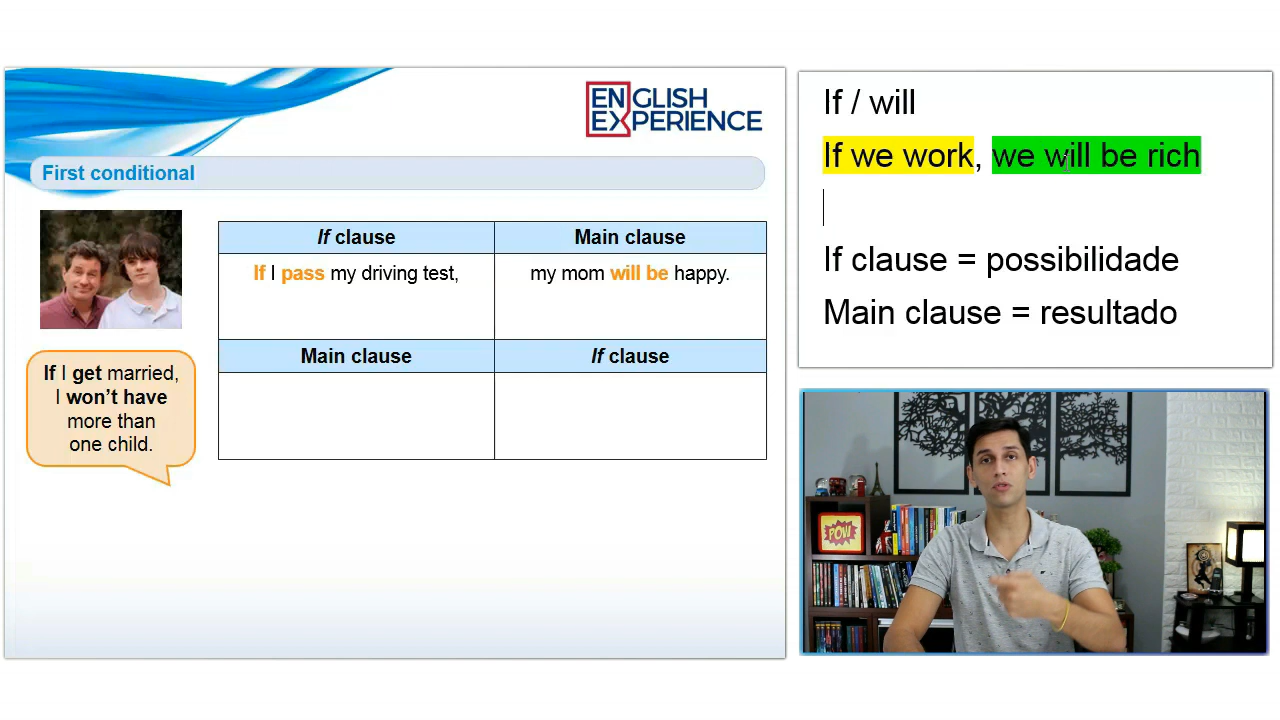 ENGLISH
EXPERIENCE
First conditional
If clause
Main clause
If I pass my driving test,
my mom will be happy.
Main clause
If clause
If I get married,
I won’t have
more than
one child.
If / will
If we work, we will be rich
If clause = possibilidade
Main clause = resultado
POW